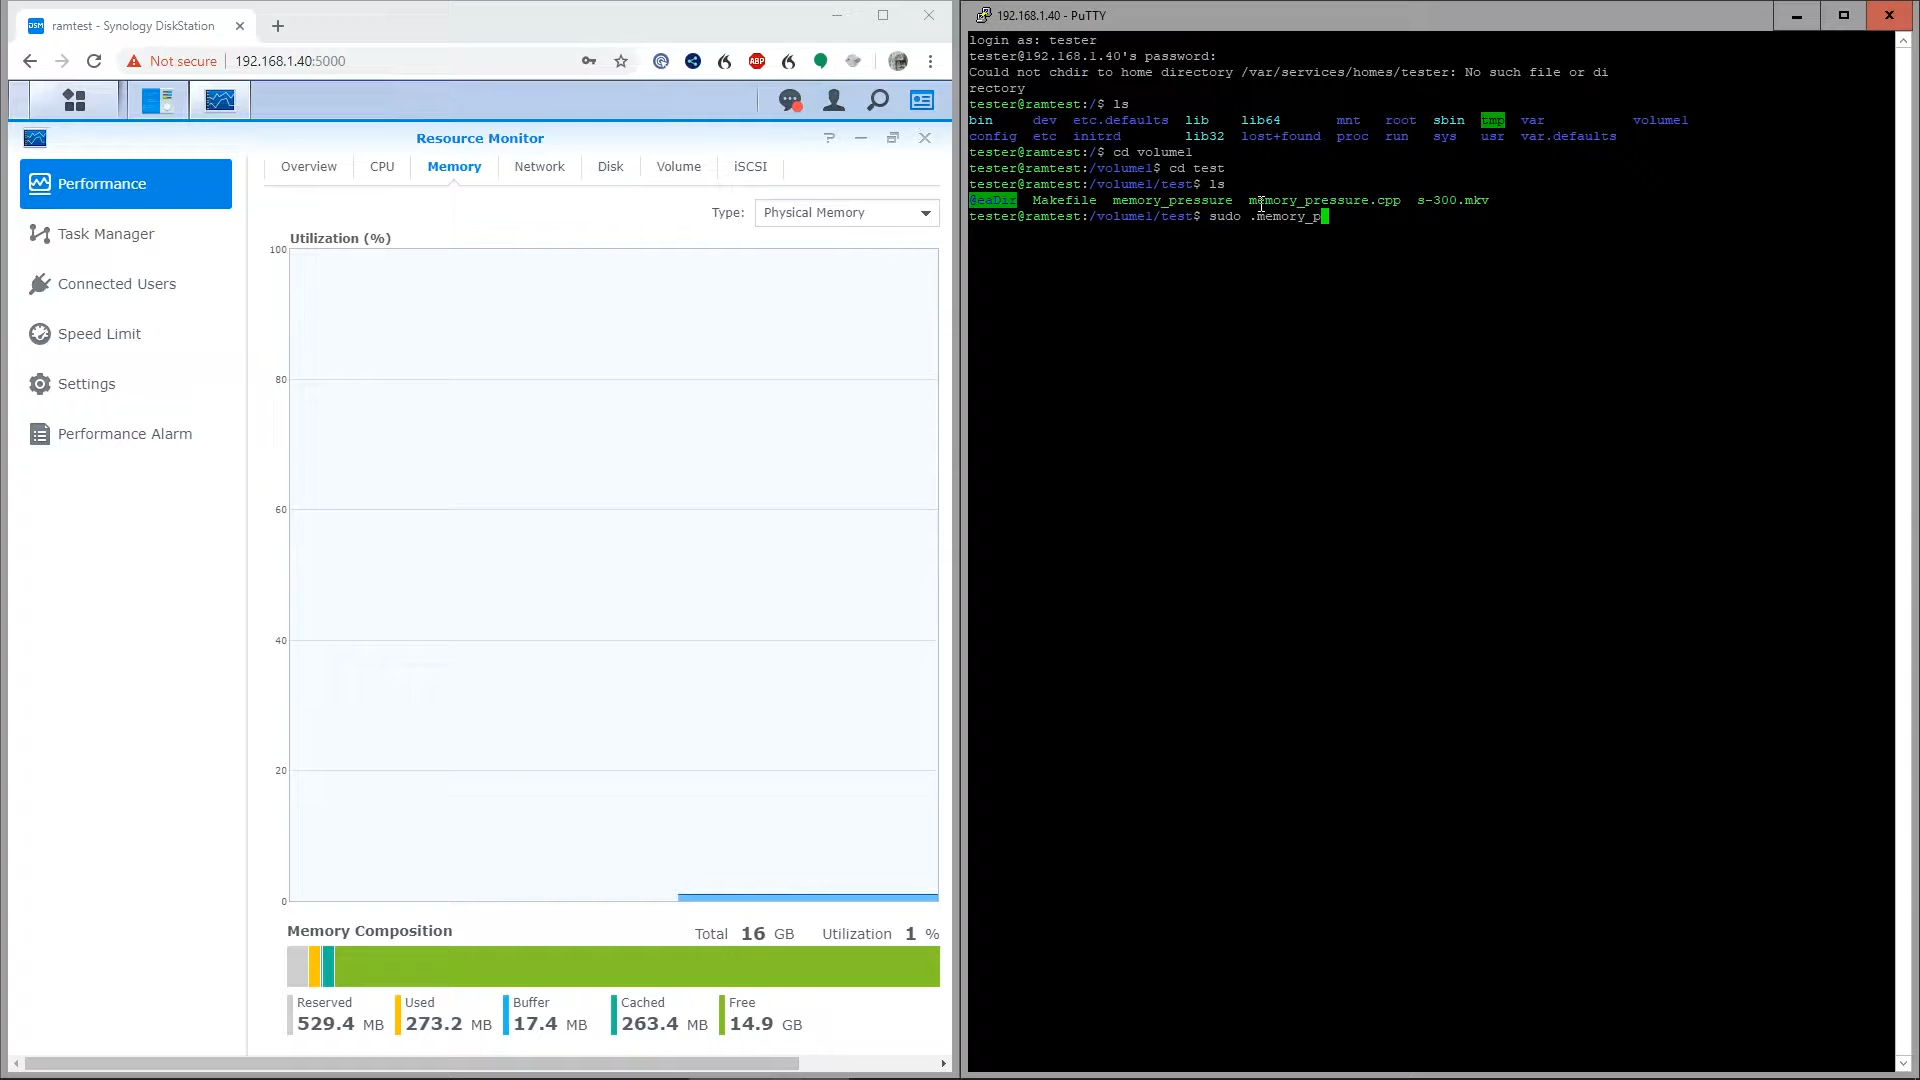 ramtest - Synology DiskStation
Not secure 192.168.1.40:5000
ABP
Resource Monitor
Performance
Task Manager
Connected Users
Speed Limit
Settings
Performance Alarm
Overview CPU Memory Network Disk Volume iSCSI
Type: Physical Memory
Utilization (%)
100
80
60
40
20
0
Memory Composition Total 16 GB Utilization 1 %
Reserved Used Buffer Cached Free
529.4 MB 273.2 MB 17.4 MB 263.4 MB 14.9 GB
192.168.1.40 - PuTTY
login as: tester
tester@192.168.1.40's password:
Could not chdir to home directory /var/services/homes/tester: No such file or di
rectory
tester@ramtest:/$ ls
bin dev etc.defaults lib lib64 mnt root sbin tmp var volume1
config etc initrd lib32 lost+found proc run sys usr var.defaults
tester@ramtest:/$ cd volume1
tester@ramtest:/volume1$ cd test
tester@ramtest:/volume1/test$ ls
@eaDir Makefile memory_pressure memory_pressure.cpp s-300.mkv
tester@ramtest:/volume1/test$ sudo .memory_p